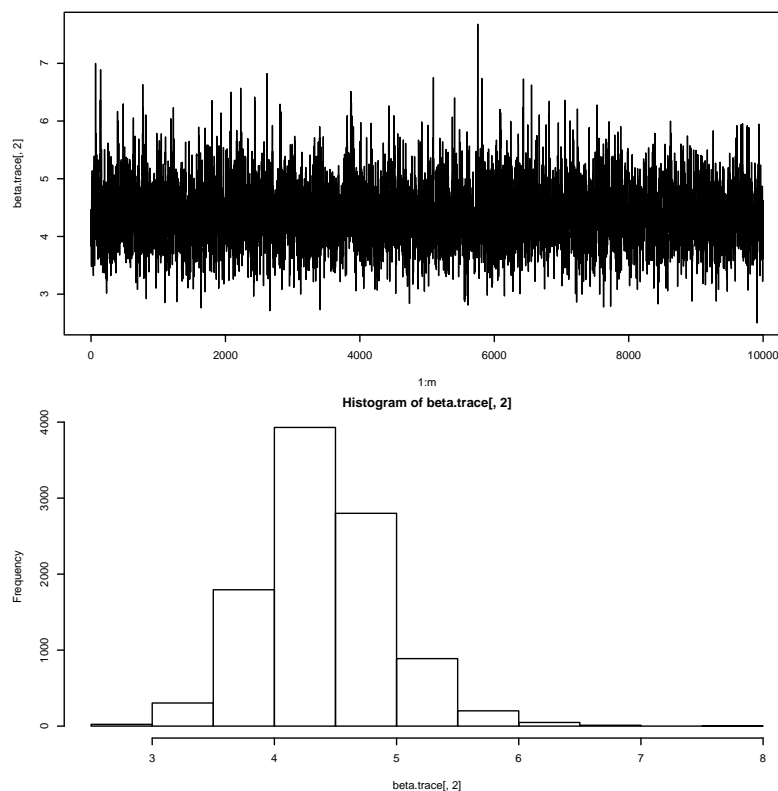 beta.trace[, 2]
7
6
5
4
3
0 2000 4000 6000 8000 10000
1:m
Histogram of beta.trace[, 2]
Frequency
4000
3000
2000
1000
0
3 4 5 6 7 8
beta.trace[, 2]